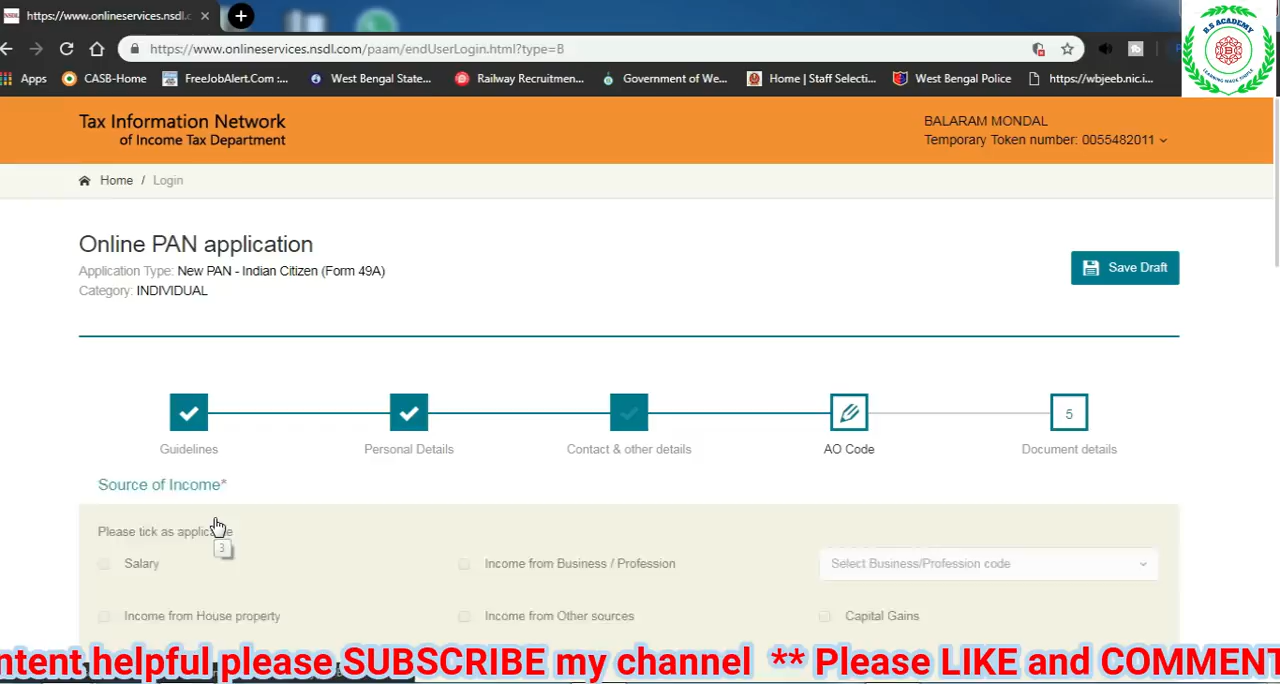 https://www.onlineservices.nsdl.c
https://www.onlineservices.nsdl.com/paam/endUserLogin.html?type=B
Apps
CASB-Home
FreeJobAlert.Com :...
West Bengal State...
Railway Recruitmen...
Government of We...
Home | Staff Selecti...
West Bengal Police
https://wbjeeb.nic.i...
B.S ACADEMY
LEARNING MADE SIMPLE
Tax Information Network
of Income Tax Department
BALARAM MONDAL
Temporary Token number: 0055482011
Home / Login
Online PAN application
Application Type: New PAN - Indian Citizen (Form 49A)
Category: INDIVIDUAL
Save Draft
5
Guidelines
Personal Details
Contact & other details
AO Code
Document details
Source of Income*
Please tick as applicable
3
Salary
Income from Business / Profession
Select Business/Profession code
Income from House property
Income from Other sources
Capital Gains
ntent helpful please SUBSCRIBE my channel ** Please LIKE and COMMENT